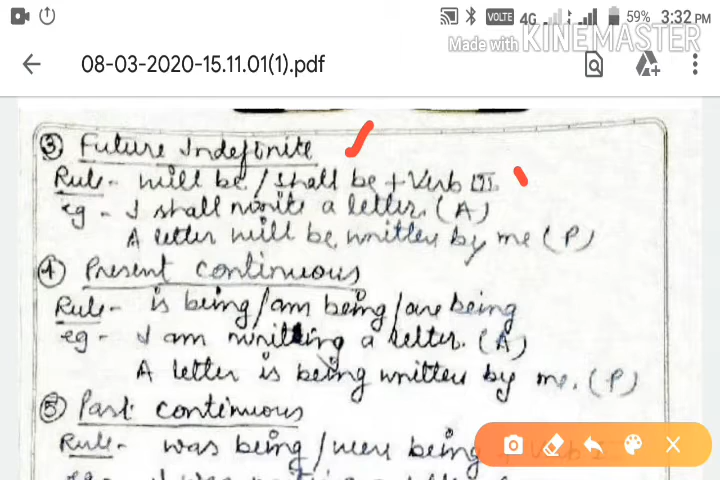 VOLTE 4G 59% 3:32 PM
Made with KINEMASTER
08-03-2020-15.11.01(1).pdf
③ Future Indefinite
Rule - will be / shall be + Verb III.
eg - I shall write a letter. (A)
A letter will be written by me (P)
④ Present continuous
Rule - is being / am being / are being
eg - I am writing a letter. (A)
A letter is being written by me. (P)
⑤ Past continuous
Rule - was being / were being